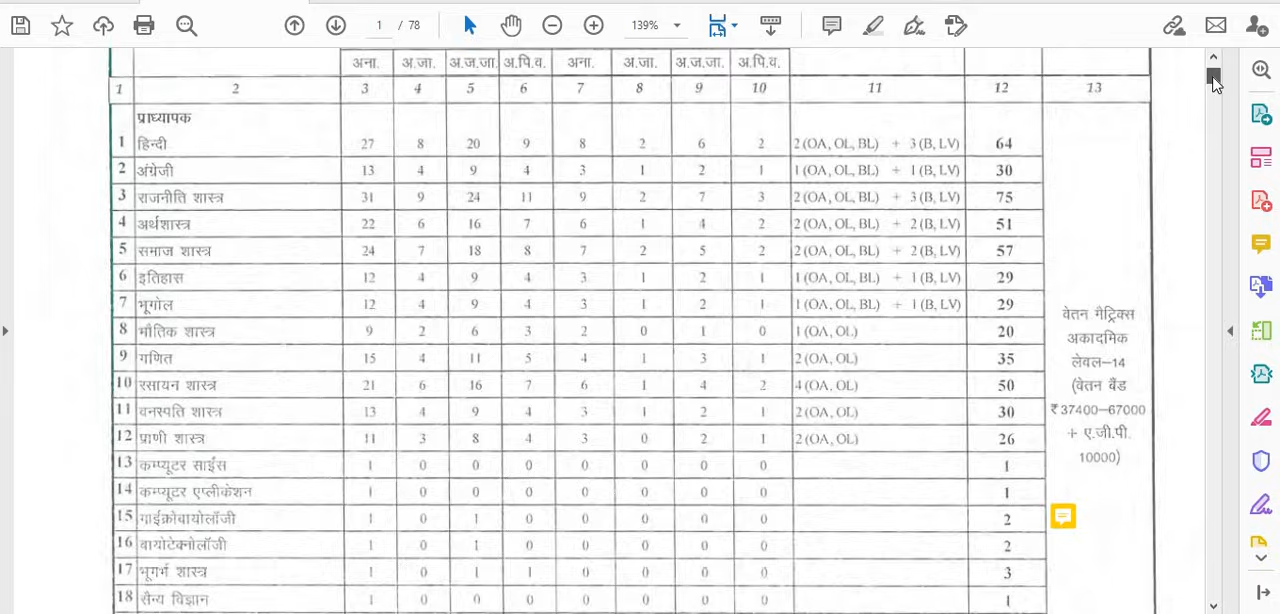 1 / 78 139%
अना. अ.जा. अ.ज.जा. अ.पि.व. अना. अ.जा. अ.ज.जा. अ.पि.व.
1 2 3 4 5 6 7 8 9 10 11 12 13
प्राध्यापक
1 हिन्दी 27 8 20 9 8 2 6 2 2 (OA, OL, BL) + 3 (B, LV) 64
2 अंग्रेजी 13 4 9 4 3 1 2 1 1 (OA, OL, BL) + 1 (B, LV) 30
3 राजनीति शास्त्र 31 9 24 11 9 2 7 3 2 (OA, OL, BL) + 3 (B, LV) 75
4 अर्थशास्त्र 22 6 16 7 6 1 4 2 2 (OA, OL, BL) + 2 (B, LV) 51
5 समाज शास्त्र 24 7 18 8 7 2 5 2 2 (OA, OL, BL) + 2 (B, LV) 57
6 इतिहास 12 4 9 4 3 1 2 1 1 (OA, OL, BL) + 1 (B, LV) 29
7 भूगोल 12 4 9 4 3 1 2 1 1 (OA, OL, BL) + 1 (B, LV) 29
8 भौतिक शास्त्र 9 2 6 3 2 0 1 0 1 (OA, OL) 20
9 गणित 15 4 11 5 4 1 3 1 2 (OA, OL) 35
10 रसायन शास्त्र 21 6 16 7 6 1 4 2 4 (OA, OL) 50
11 वनस्पति शास्त्र 13 4 9 4 3 1 2 1 2 (OA, OL) 30
12 प्राणी शास्त्र 11 3 8 4 3 0 2 1 2 (OA, OL) 26
13 कम्प्यूटर साईंस 1 0 0 0 0 0 0 0 1
14 कम्प्यूटर एप्लीकेशन 1 0 0 0 0 0 0 0 1
15 माईक्रोबायोलॉजी 1 0 1 0 0 0 0 0 2
16 बायोटेक्नोलॉजी 1 0 1 0 0 0 0 0 2
17 भूगर्भ शास्त्र 1 0 1 1 0 0 0 0 3
18 सैन्य विज्ञान 1 0 0 0 0 0 0 0 1
वेतन मैट्रिक्स
अकादमिक
लेवल–14
(वेतन बैंड
₹ 37400–67000
+ ए.जी.पी.
10000)